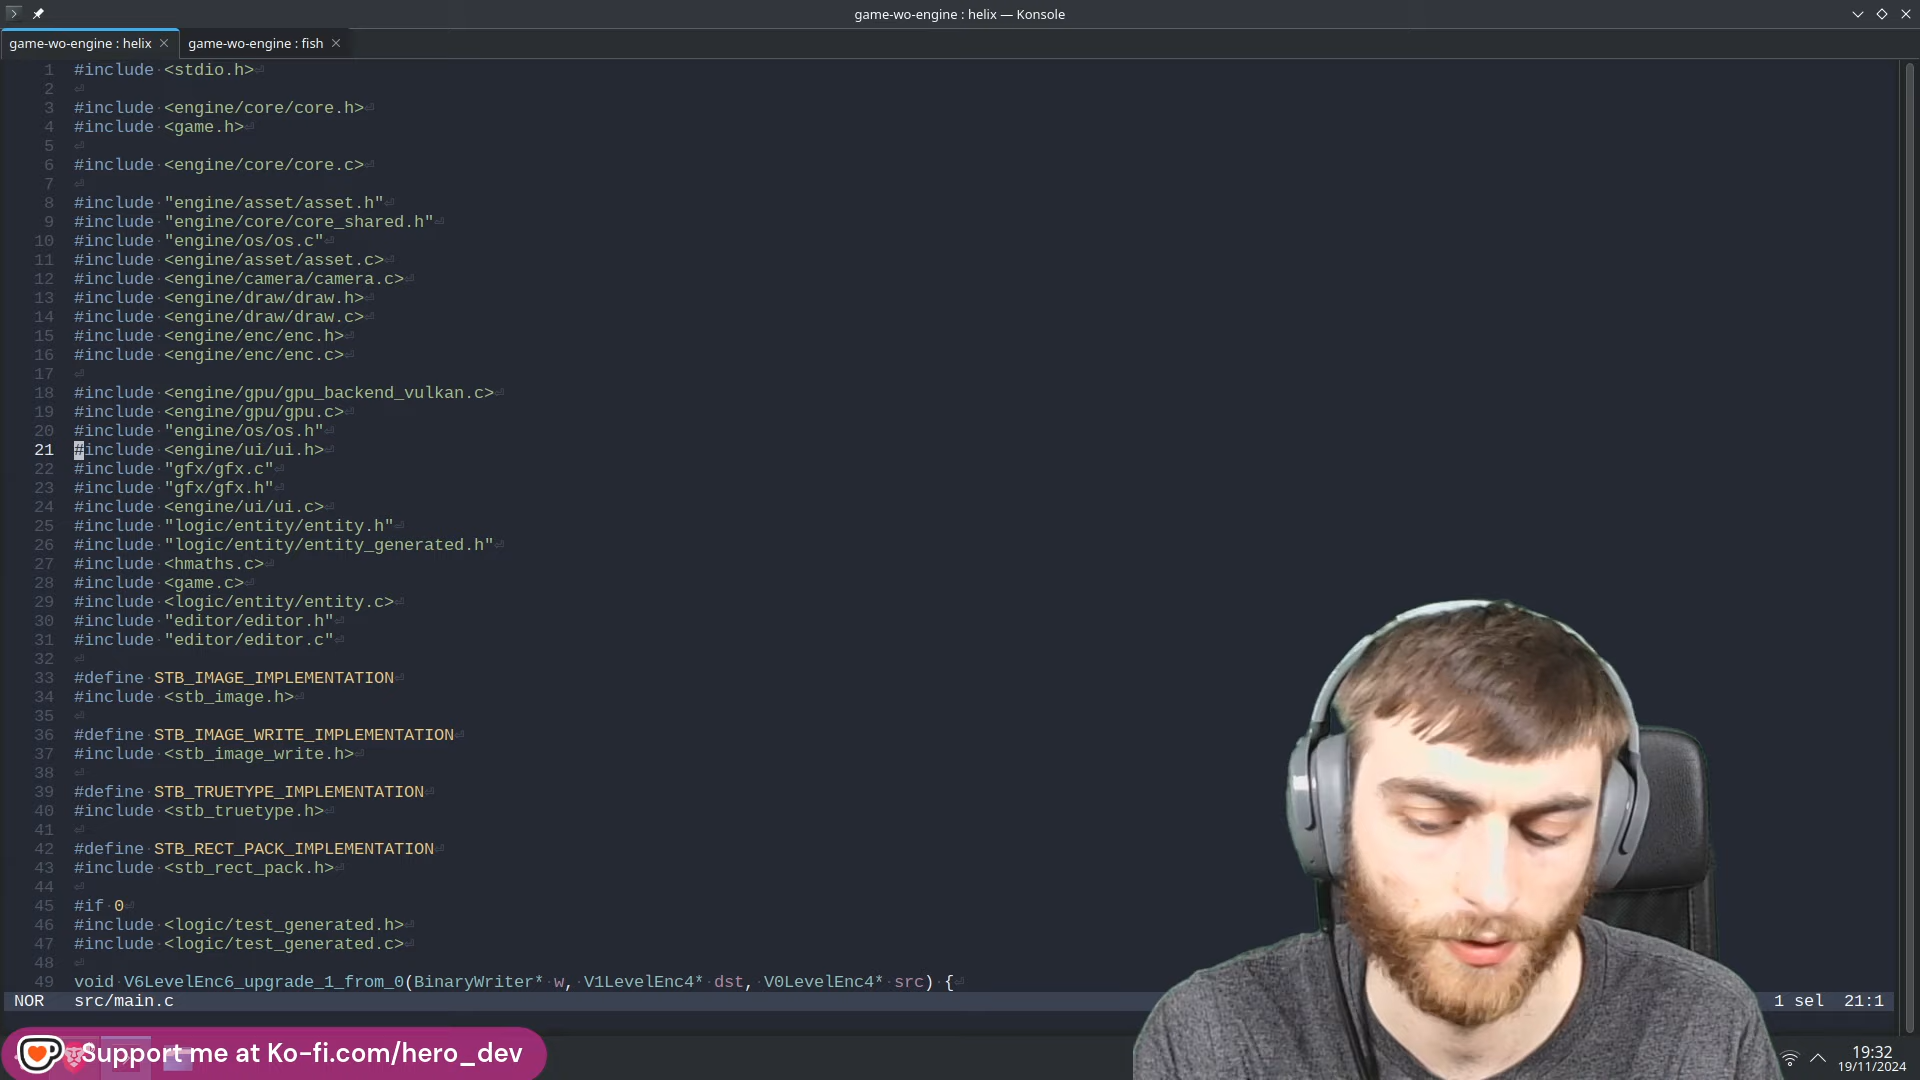 game-wo-engine : helix — Konsole
game-wo-engine : helix
game-wo-engine : fish
1 #include <stdio.h>
2
3 #include <engine/core/core.h>
4 #include <game.h>
5
6 #include <engine/core/core.c>
7
8 #include "engine/asset/asset.h"
9 #include "engine/core/core_shared.h"
10 #include "engine/os/os.c"
11 #include <engine/asset/asset.c>
12 #include <engine/camera/camera.c>
13 #include <engine/draw/draw.h>
14 #include <engine/draw/draw.c>
15 #include <engine/enc/enc.h>
16 #include <engine/enc/enc.c>
17
18 #include <engine/gpu/gpu_backend_vulkan.c>
19 #include <engine/gpu/gpu.c>
20 #include "engine/os/os.h"
21 #include <engine/ui/ui.h>
22 #include "gfx/gfx.c"
23 #include "gfx/gfx.h"
24 #include <engine/ui/ui.c>
25 #include "logic/entity/entity.h"
26 #include "logic/entity/entity_generated.h"
27 #include <hmaths.c>
28 #include <game.c>
29 #include <logic/entity/entity.c>
30 #include "editor/editor.h"
31 #include "editor/editor.c"
32
33 #define STB_IMAGE_IMPLEMENTATION
34 #include <stb_image.h>
35
36 #define STB_IMAGE_WRITE_IMPLEMENTATION
37 #include <stb_image_write.h>
38
39 #define STB_TRUETYPE_IMPLEMENTATION
40 #include <stb_truetype.h>
41
42 #define STB_RECT_PACK_IMPLEMENTATION
43 #include <stb_rect_pack.h>
44
45 #if 0
46 #include <logic/test_generated.h>
47 #include <logic/test_generated.c>
48
49 void V6LevelEnc6_upgrade_1_from_0(BinaryWriter* w, V1LevelEnc4* dst, V0LevelEnc4* src) {
NOR src/main.c 1 sel 21:1
Support me at Ko-fi.com/hero_dev
19:32
19/11/2024